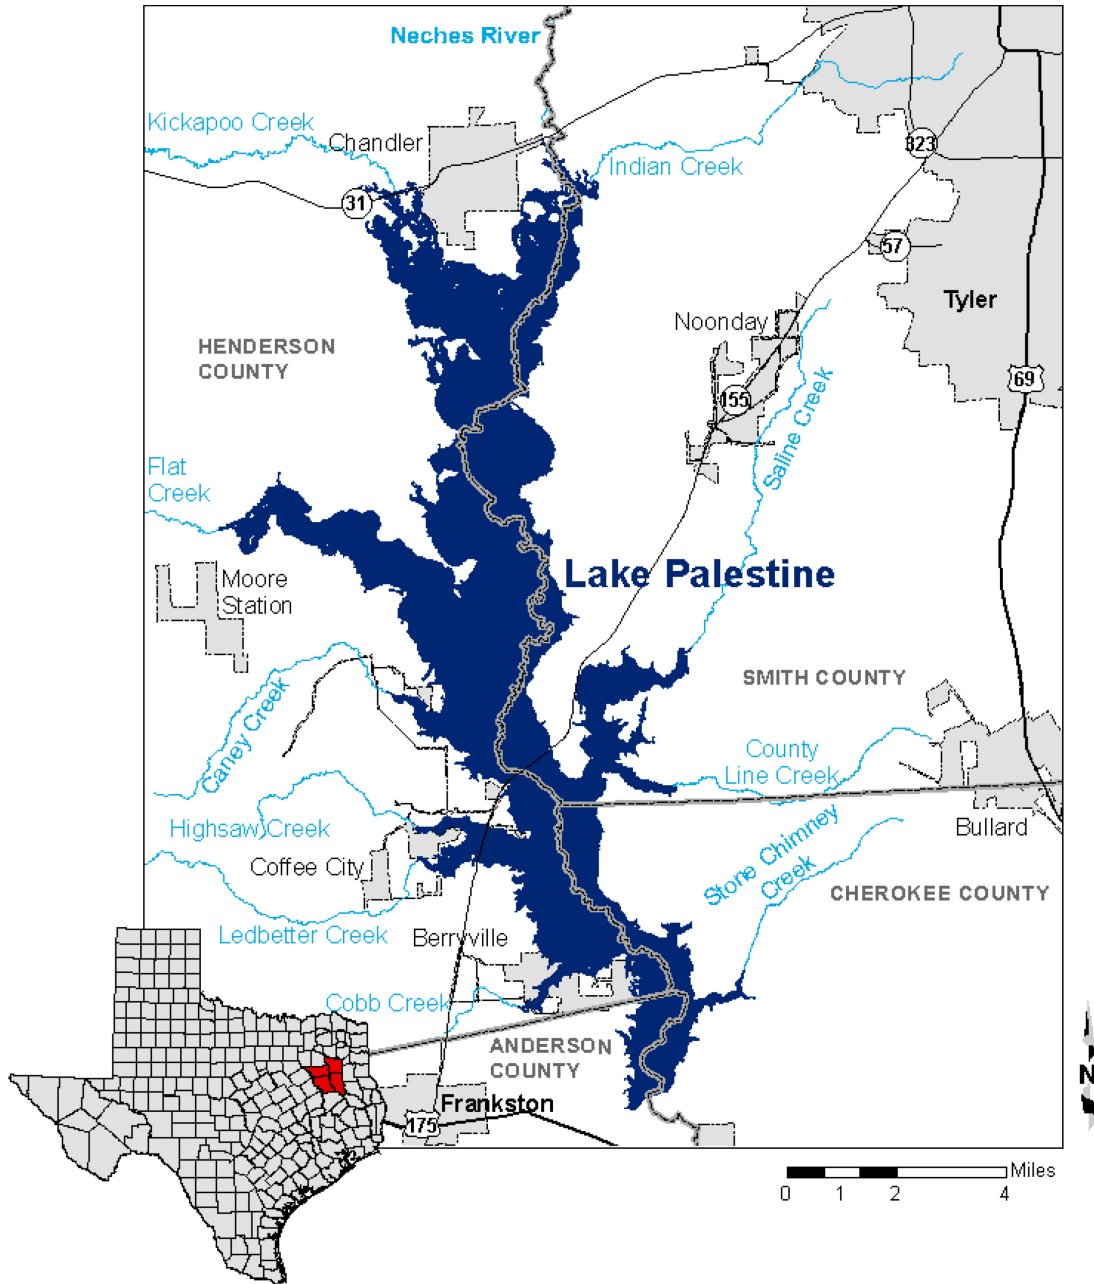 Neches River
Kickapoo Creek
Chandler
Indian Creek
323
31
57
Tyler
Noonday
HENDERSON
COUNTY
69
155
Saline Creek
Flat
Creek
Lake Palestine
Moore
Station
SMITH COUNTY
Caney Creek
County
Line Creek
Highsaw Creek
Bullard
Stone Chimney
Creek
Coffee City
CHEROKEE COUNTY
Ledbetter Creek
Berryville
Cobb Creek
ANDERSON
COUNTY
N
Frankston
175
Miles
0 1 2 4